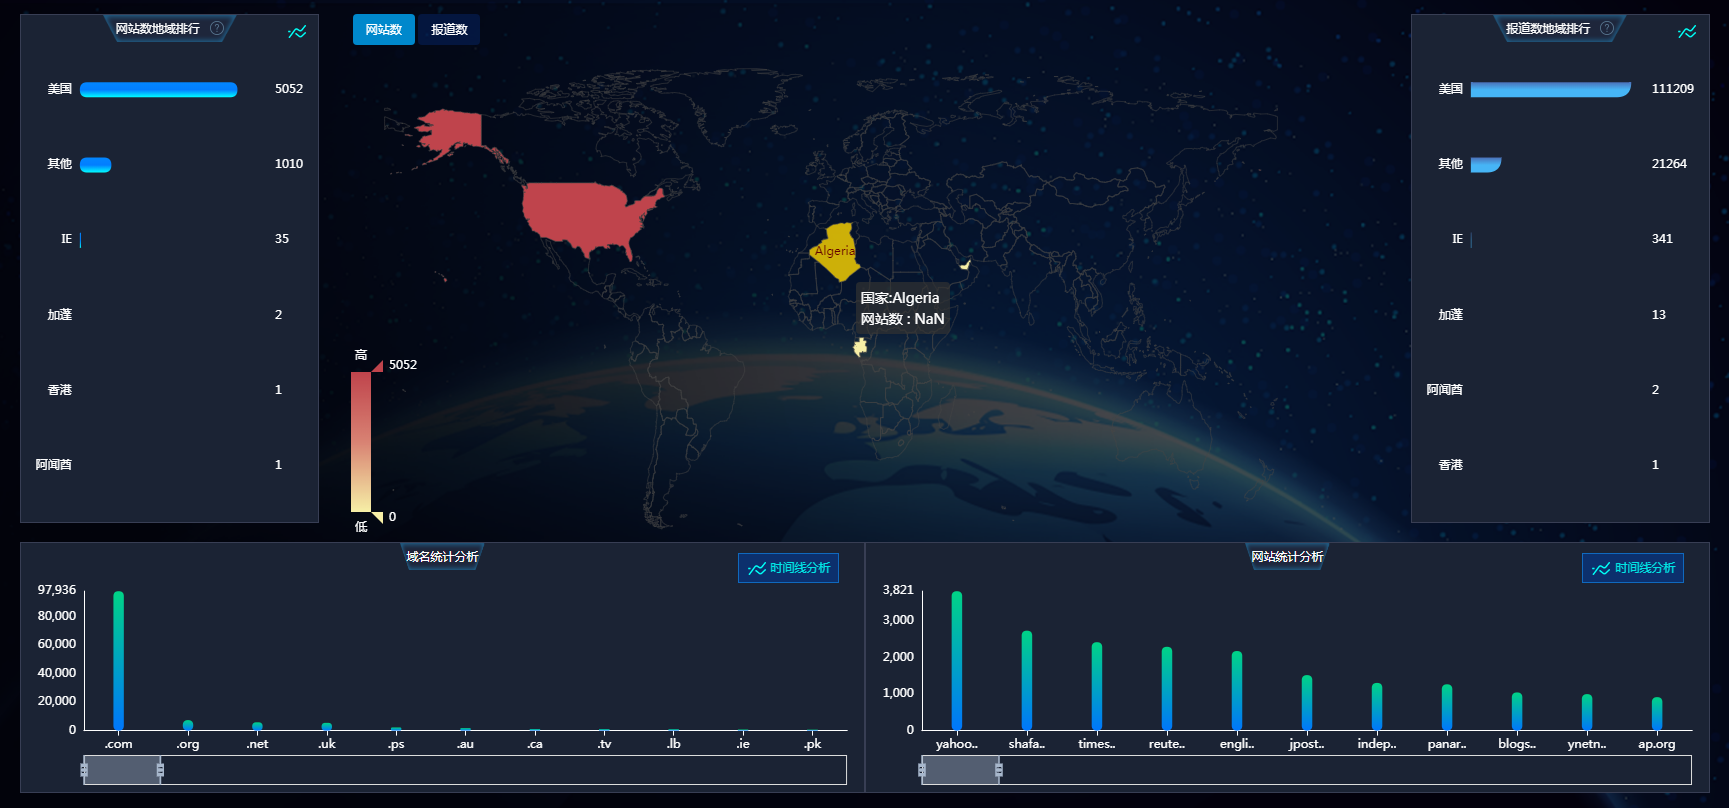 网站数地域排行 ?
美国 5052
其他 1010
IE 35
加蓬 2
香港 1
阿闻酋 1
网站数 报道数
Algeria
国家:Algeria
网站数 : NaN
高
5052
0
低
报道数地域排行 ?
美国 111209
其他 21264
IE 341
加蓬 13
阿闻酋 2
香港 1
域名统计分析
时间线分析
97,936
80,000
60,000
40,000
20,000
0
.com .org .net .uk .ps .au .ca .tv .lb .ie .pk
网站统计分析
时间线分析
3,821
3,000
2,000
1,000
0
yahoo.. shafa.. times.. reute.. engli.. jpost.. indep.. panar.. blogs.. ynetn.. ap.org